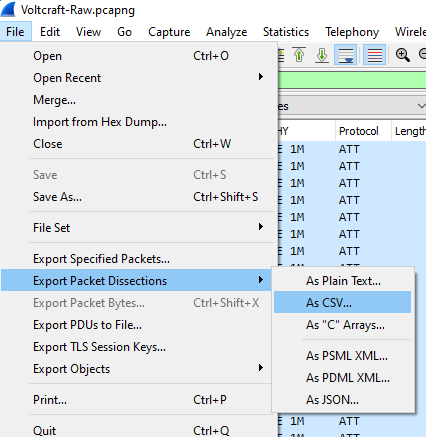 Voltcraft-Raw.pcapng
File Edit View Go Capture Analyze Statistics Telephony Wireles
Open Ctrl+O
Open Recent
Merge...
Import from Hex Dump...
Close Ctrl+W
Save Ctrl+S
Save As... Ctrl+Shift+S
File Set
Export Specified Packets...
Export Packet Dissections
Export Packet Bytes... Ctrl+Shift+X
Export PDUs to File...
Export TLS Session Keys...
Export Objects
Print... Ctrl+P
Quit Ctrl+Q
As Plain Text...
As CSV...
As "C" Arrays...
As PSML XML...
As PDML XML...
As JSON...
es
HY Protocol Length
E 1M ATT
E 1M ATT
E 1M ATT
E 1M ATT
E 1M ATT
E 1M ATT
E 1M ATT
E 1M ATT
E 1M ATT